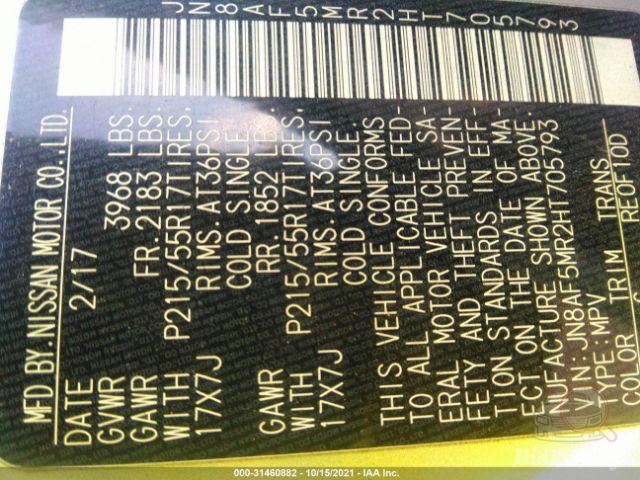 JN8AF5MR2HT705793
MFD BY.NISSAN MOTOR CO.,LTD.
DATE 2/17
GVWR 3968 LBS.
GAWR FR.2183 LBS.
WITH P215/55R17TIRES,
17X7J RIMS.AT36PSI
COLD SINGLE.
GAWR RR.1852 LBS.
WITH P215/55R17TIRES,
17X7J RIMS.AT36PSI
COLD SINGLE.
THIS VEHICLE CONFORMS
TO ALL APPLICABLE FED-
ERAL MOTOR VEHICLE SA-
FETY AND THEFT PREVEN-
TION STANDARDS IN EFF-
ECT ON THE DATE OF MA-
NUFACTURE SHOWN ABOVE.
VIN:JN8AF5MR2HT705793
TYPE:MPV
COLOR TRIM TRANS
RE0F10D
000-31460882 - 10/15/2021 - IAA Inc.